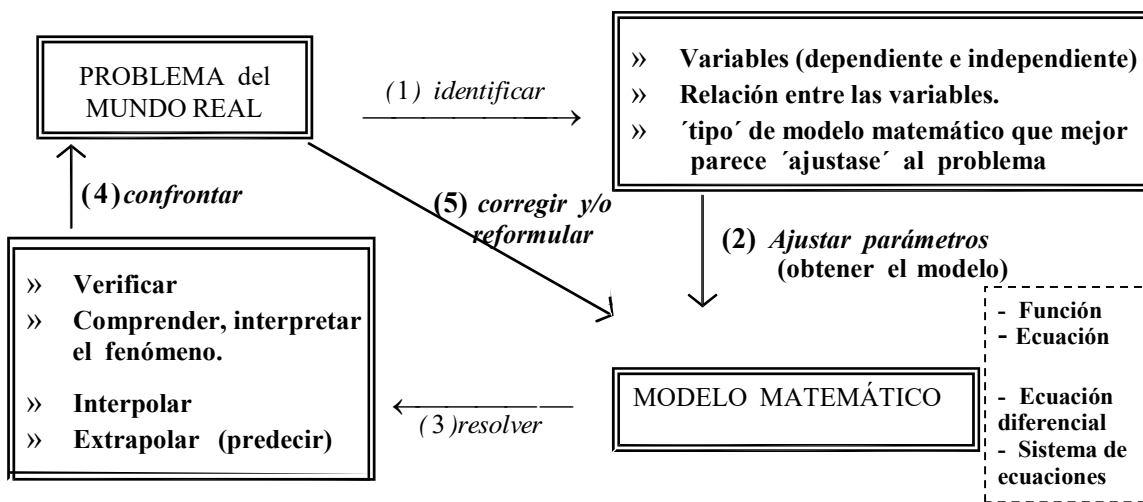 PROBLEMA del
MUNDO REAL
(1) identificar
» Variables (dependiente e independiente)
» Relación entre las variables.
» ´tipo´ de modelo matemático que mejor
parece ´ajustase´ al problema
(4) confrontar
(5) corregir y/o
reformular
(2) Ajustar parámetros
(obtener el modelo)
» Verificar
» Comprender, interpretar
el fenómeno.
» Interpolar
» Extrapolar (predecir)
(3)resolver
MODELO MATEMÁTICO
- Función
- Ecuación
- Ecuación
diferencial
- Sistema de
ecuaciones